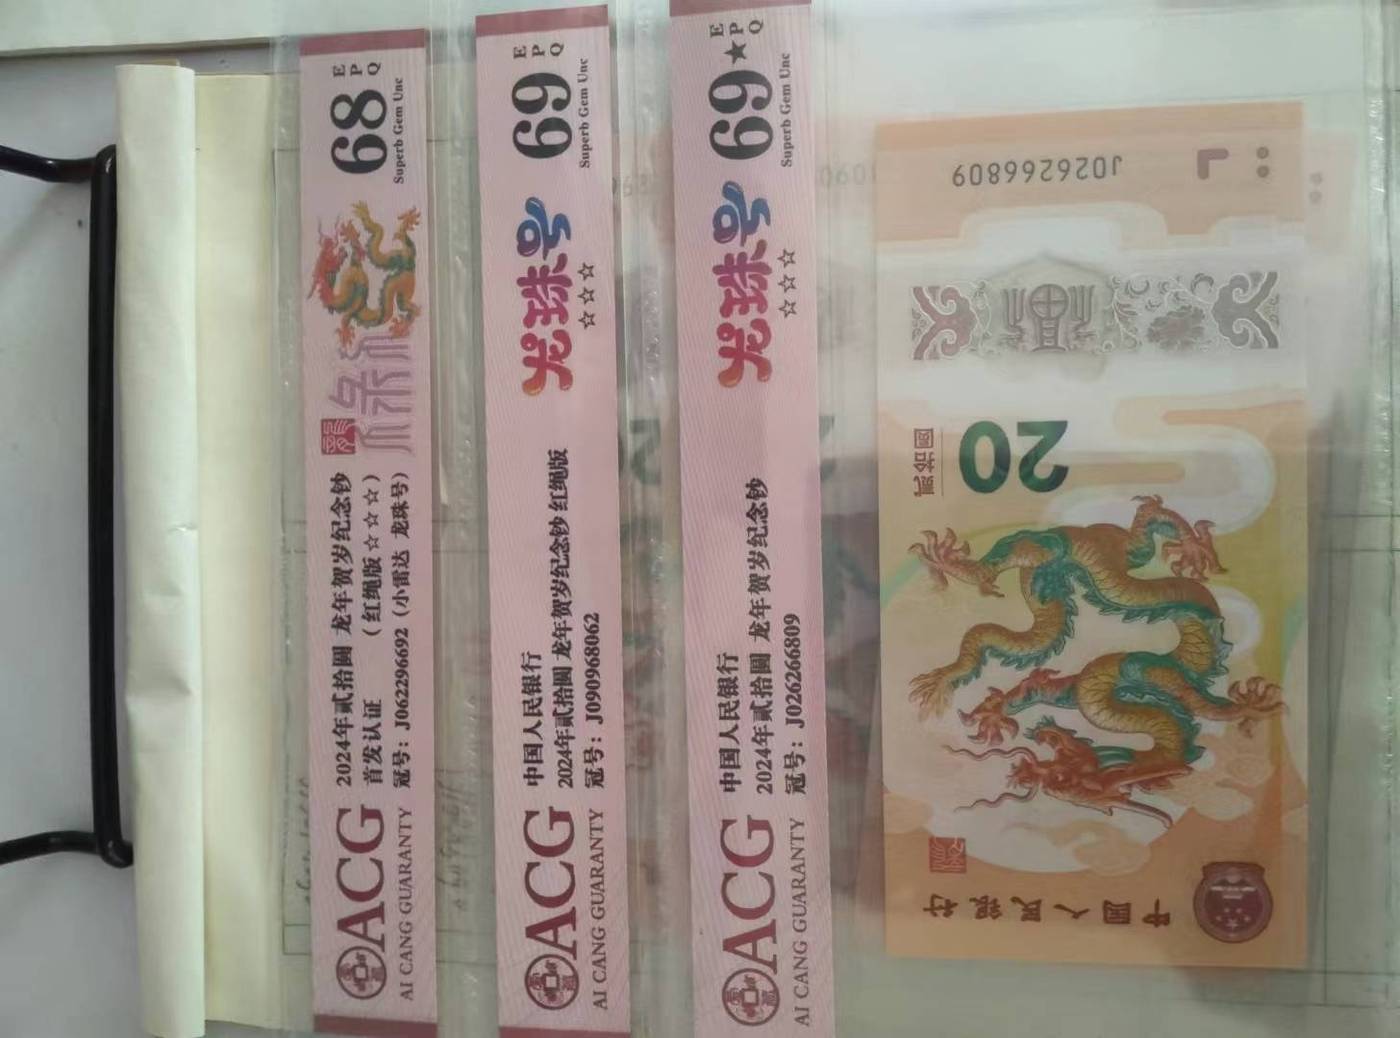 ACG
AI CANG GUARANTY
2024年贰拾圆 龙年贺岁纪念钞
首发认证 （红绳版☆☆☆）
冠号：J062296692（小雷达 龙珠号）
68
E
P
Q
Superb Gem Unc
ACG
AI CANG GUARANTY
中国人民银行
2024年贰拾圆 龙年贺岁纪念钞 红绳版
冠号：J090968062
龙珠号
☆☆☆
69
E
P
Q
Superb Gem Unc
ACG
AI CANG GUARANTY
中国人民银行
2024年贰拾圆 龙年贺岁纪念钞
冠号：J026266809
龙珠号
☆☆☆
69★
E
P
Q
Superb Gem Unc
中国人民银行
20
贰拾圆
J026266809